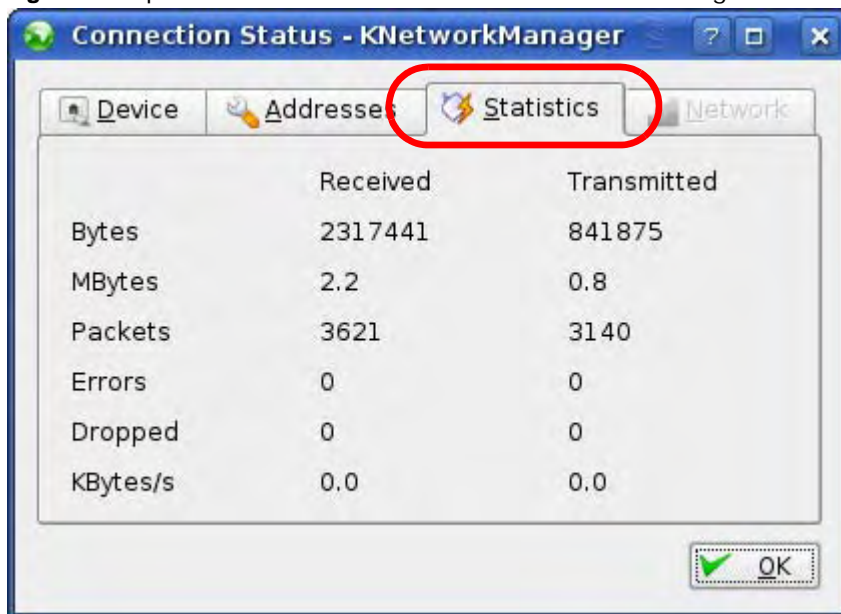 Connection Status - KNetworkManager
Device Addresses Statistics Network
Received Transmitted
Bytes 2317441 841875
MBytes 2.2 0.8
Packets 3621 3140
Errors 0 0
Dropped 0 0
KBytes/s 0.0 0.0
OK